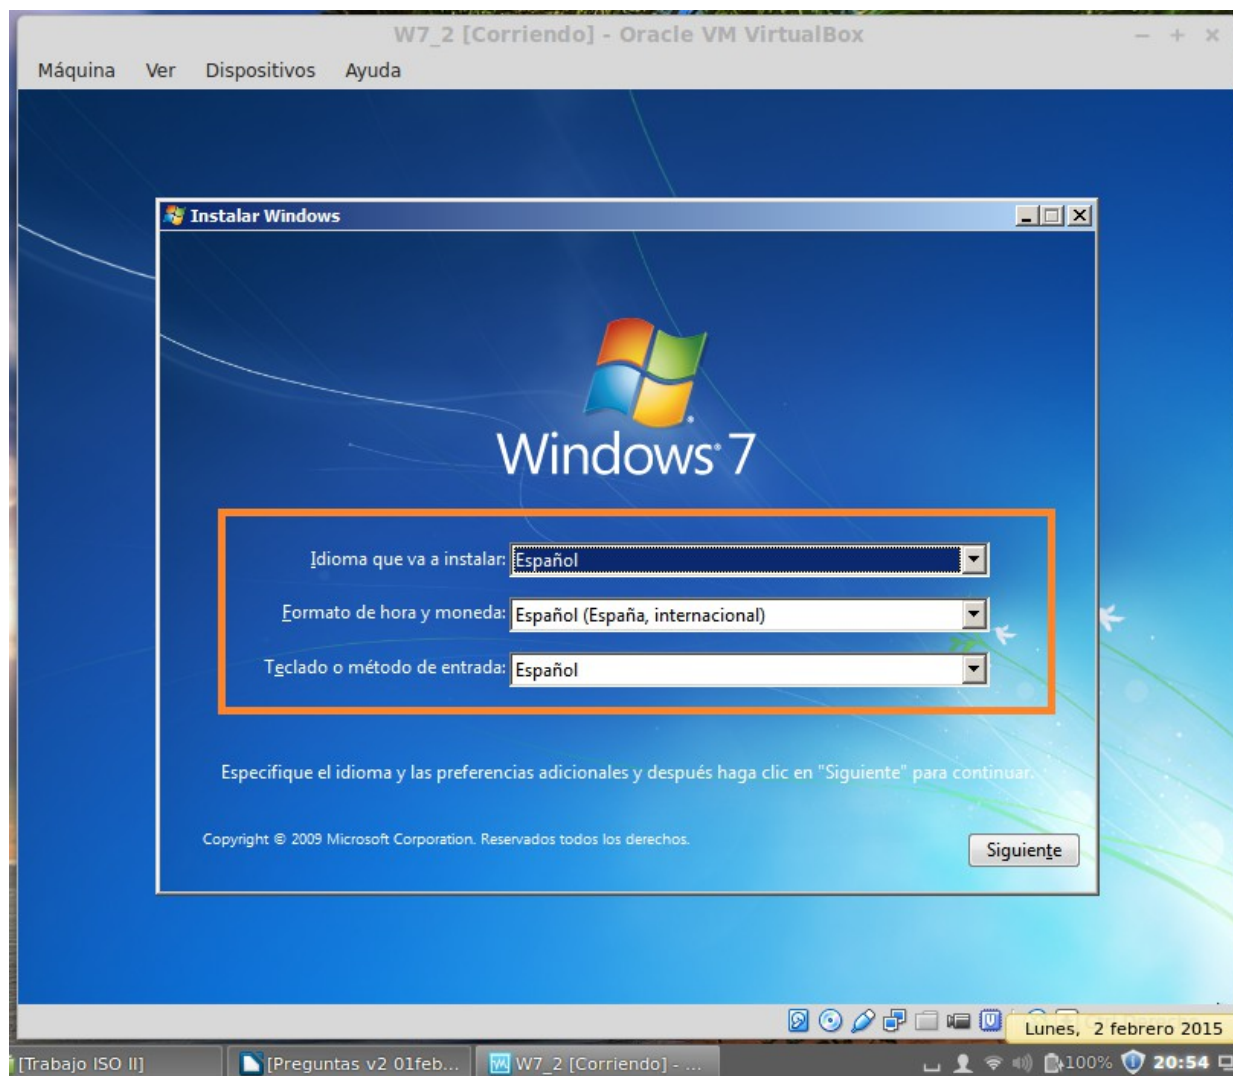 W7_2 [Corriendo] - Oracle VM VirtualBox
Máquina Ver Dispositivos Ayuda
Instalar Windows
Windows® 7
Idioma que va a instalar: Español
Formato de hora y moneda: Español (España, internacional)
Teclado o método de entrada: Español
Especifique el idioma y las preferencias adicionales y después haga clic en "Siguiente" para continuar.
Copyright © 2009 Microsoft Corporation. Reservados todos los derechos.
Siguiente
Ctrl Derecho
Lunes, 2 febrero 2015
[Trabajo ISO II] [Preguntas v2 01feb... W7_2 [Corriendo] - ... 100% 20:54